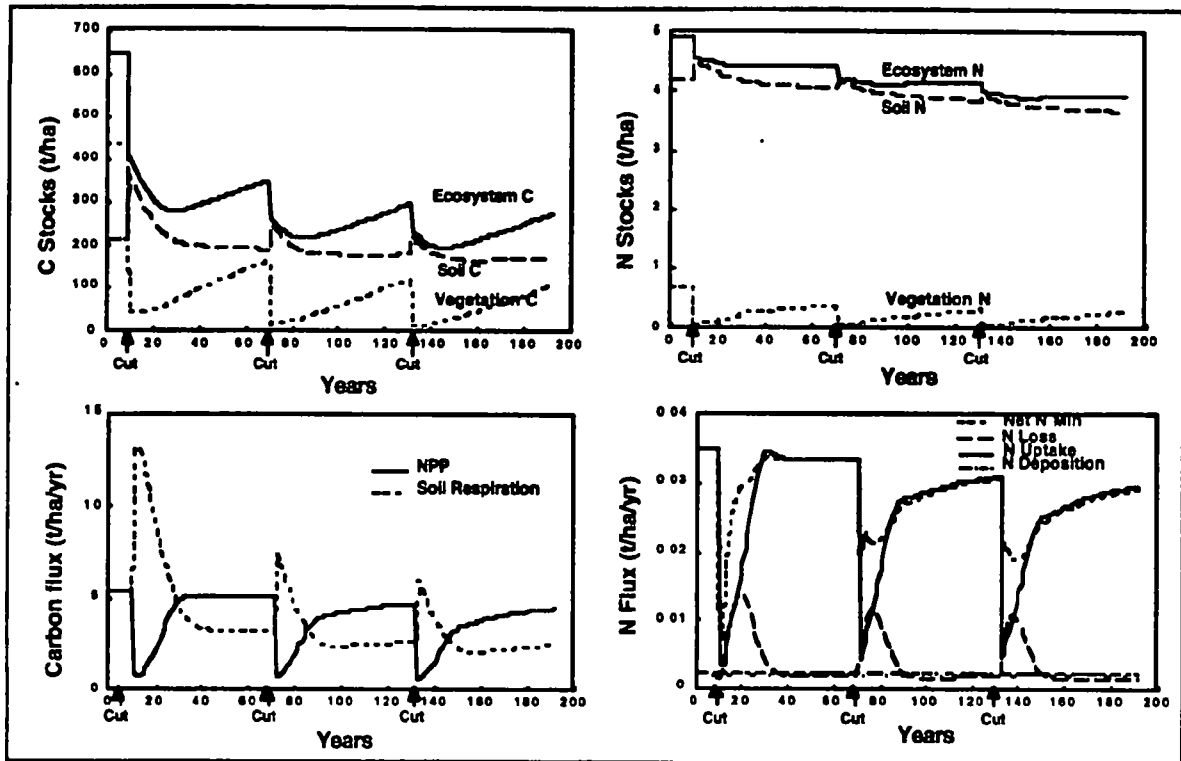 700
600
500
400
300
200
100
0
C Stocks (t/ha)
Ecosystem C
Soil C
Vegetation C
0 20 40 60 80 100 120 140 160 180 200
Cut Cut Cut
Years
5
4
3
2
1
0
N Stocks (t/ha)
Ecosystem N
Soil N
Vegetation N
0 20 40 60 80 100 120 140 160 180 200
Cut Cut Cut
Years
15
10
5
0
Carbon flux (t/ha/yr)
NPP
Soil Respiration
0 20 40 60 80 100 120 140 160 180 200
Cut Cut Cut
Years
0 04
0 03
0 02
0 01
0
N Flux (t/ha/yr)
Net N Min
N Loss
N Uptake
N Deposition
0 20 40 60 80 100 120 140 160 180 200
Cut Cut Cut
Years